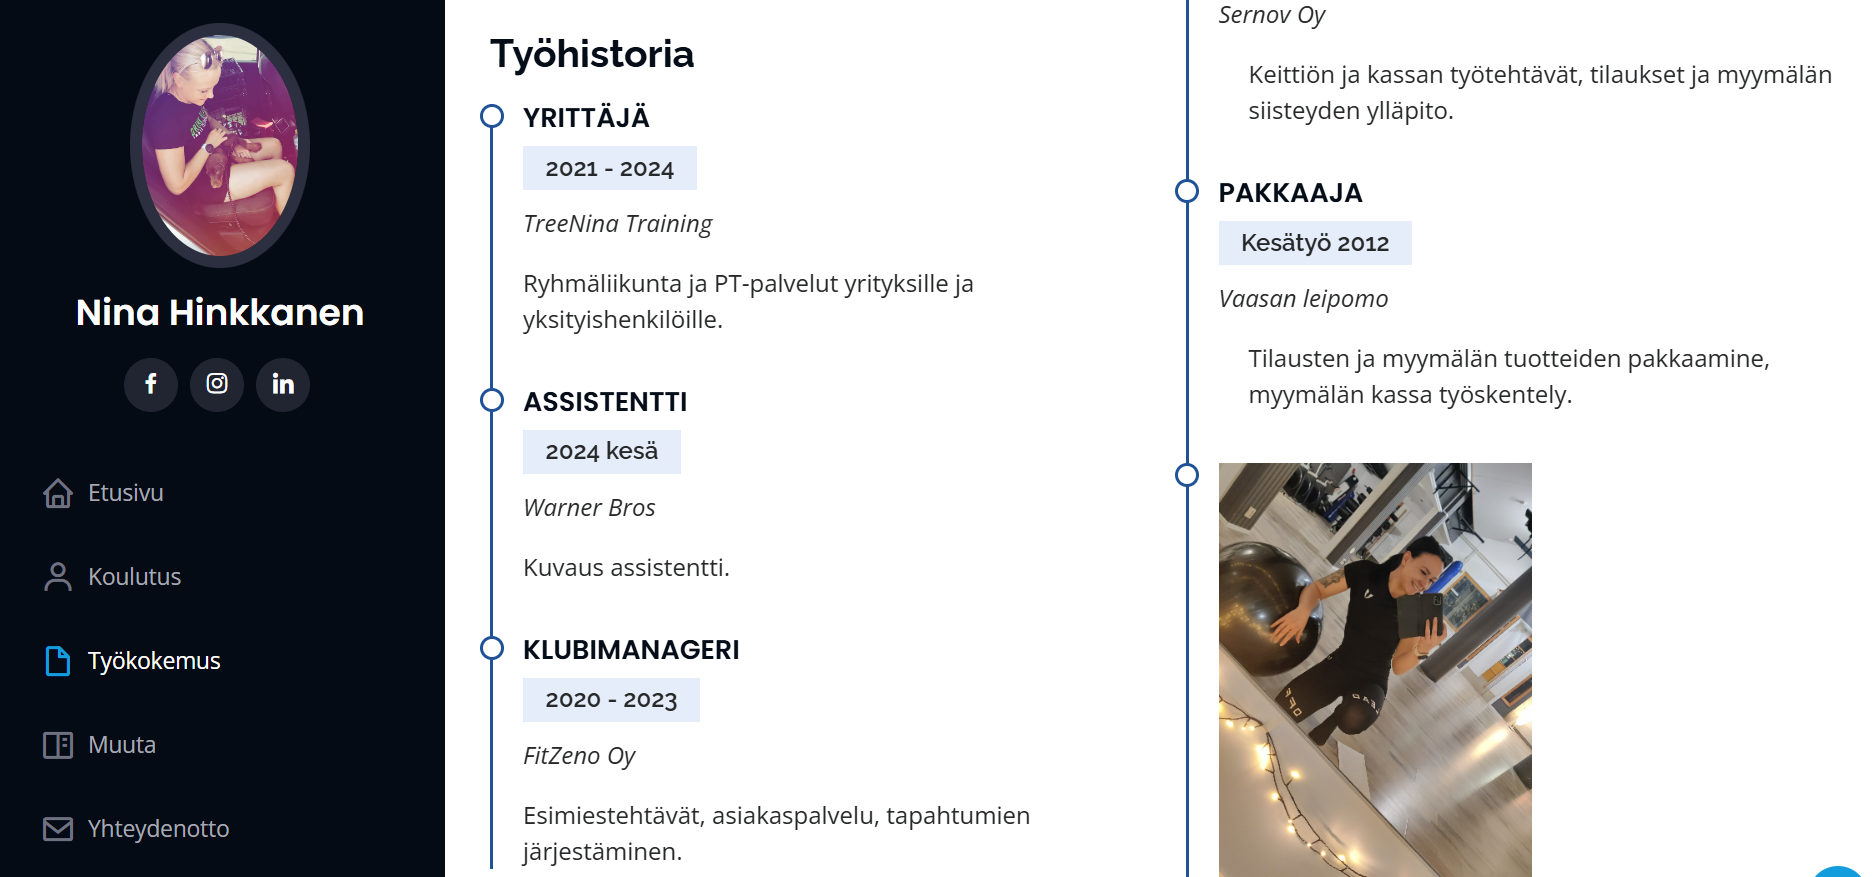 Nina Hinkkanen
Etusivu
Koulutus
Työkokemus
Muuta
Yhteydenotto
Työhistoria
YRITTÄJÄ
2021 - 2024
TreeNina Training
Ryhmäliikunta ja PT-palvelut yrityksille ja
yksityishenkilöille.
ASSISTENTTI
2024 kesä
Warner Bros
Kuvaus assistentti.
KLUBIMANAGERI
2020 - 2023
FitZeno Oy
Esimiestehtävät, asiakaspalvelu, tapahtumien
järjestäminen.
Sernov Oy
Keittiön ja kassan työtehtävät, tilaukset ja myymälän
siisteyden ylläpito.
PAKKAAJA
Kesätyö 2012
Vaasan leipomo
Tilausten ja myymälän tuotteiden pakkaaminen,
myymälän kassa työskentely.